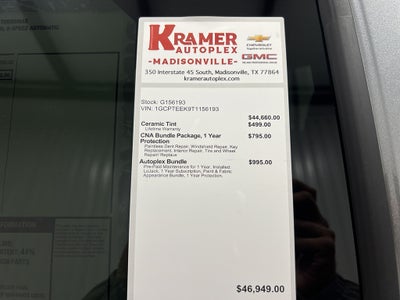 KRAMER
AUTOPLEX
-MADISONVILLE-
CHEVROLET
GMC
350 Interstate 45 South, Madisonville, TX 77864
kramerautoplex.com
Stock: G156193
VIN: 1GCPTEEK9T1156193
$44,660.00
Ceramic Tint $499.00
Lifetime Warranty
CNA Bundle Package, 1 Year $795.00
Protection
Paintless Dent Repair, Windshield Repair, Key
Replacement, Interior Repair, Tire and Wheel
Repair/Replace
Autoplex Bundle $995.00
Pre-Paid Maintenance for 1 Year, Installed
LoJack, 1 Year Subscription, Paint & Fabric
Appearance Bundle, 1 Year Protection.
$46,949.00